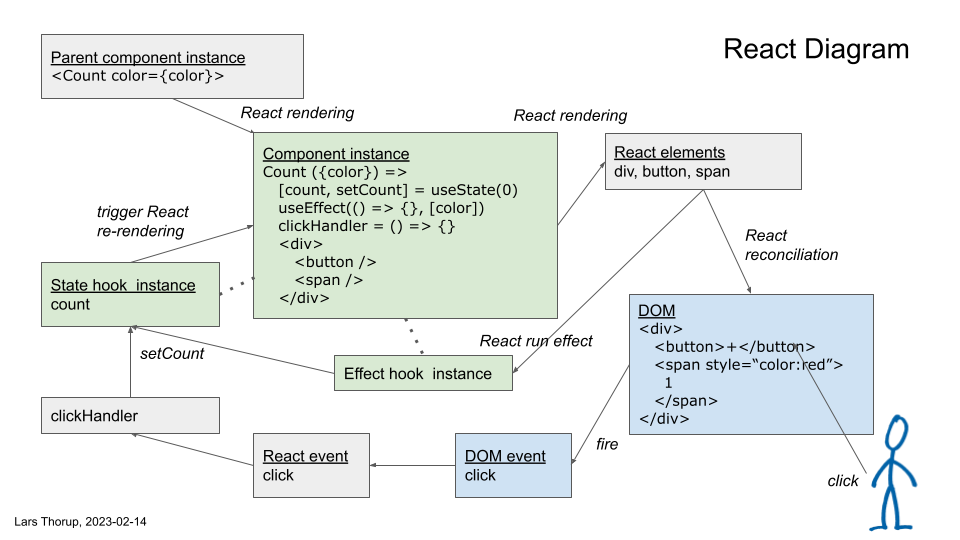 React Diagram
Parent component instance
<Count color={color}>
React rendering
React rendering
Component instance
Count ({color}) =>
[count, setCount] = useState(0)
useEffect(() => {}, [color])
clickHandler = () => {}
<div>
<button />
<span />
</div>
React elements
div, button, span
trigger React
re-rendering
React
reconciliation
State hook  instance
count
DOM
<div>
<button>+</button>
<span style=“color:red”>
1
</span>
</div>
setCount
React run effect
Effect hook  instance
clickHandler
React event
click
DOM event
click
fire
click
Lars Thorup, 2023-02-14